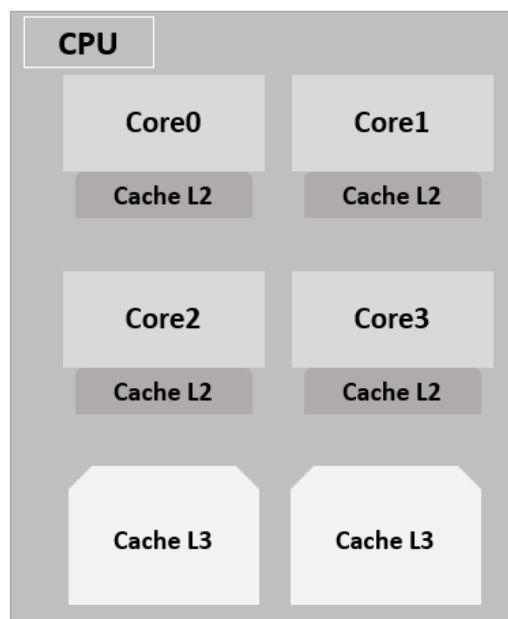 CPU
Core0
Core1
Cache L2
Cache L2
Core2
Core3
Cache L2
Cache L2
Cache L3
Cache L3